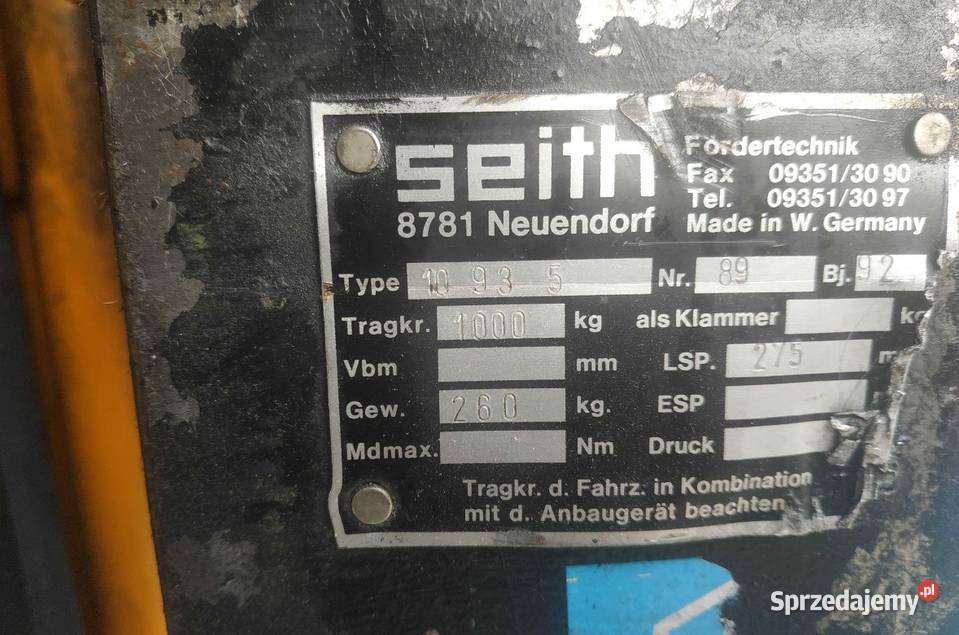 seith
8781 Neuendorf
Fördertechnik
Fax 09351/30 90
Tel. 09351/30 97
Made in W. Germany
Type 10 93 5 Nr. 89 Bj. 92
Tragkr. 1000 kg als Klammer kg
Vbm mm LSP. 275 m
Gew. 260 kg. ESP
Mdmax. Nm Druck
Tragkr. d. Fahrz. in Kombination
mit d. Anbaugerät beachten
Sprzedajemy.pl